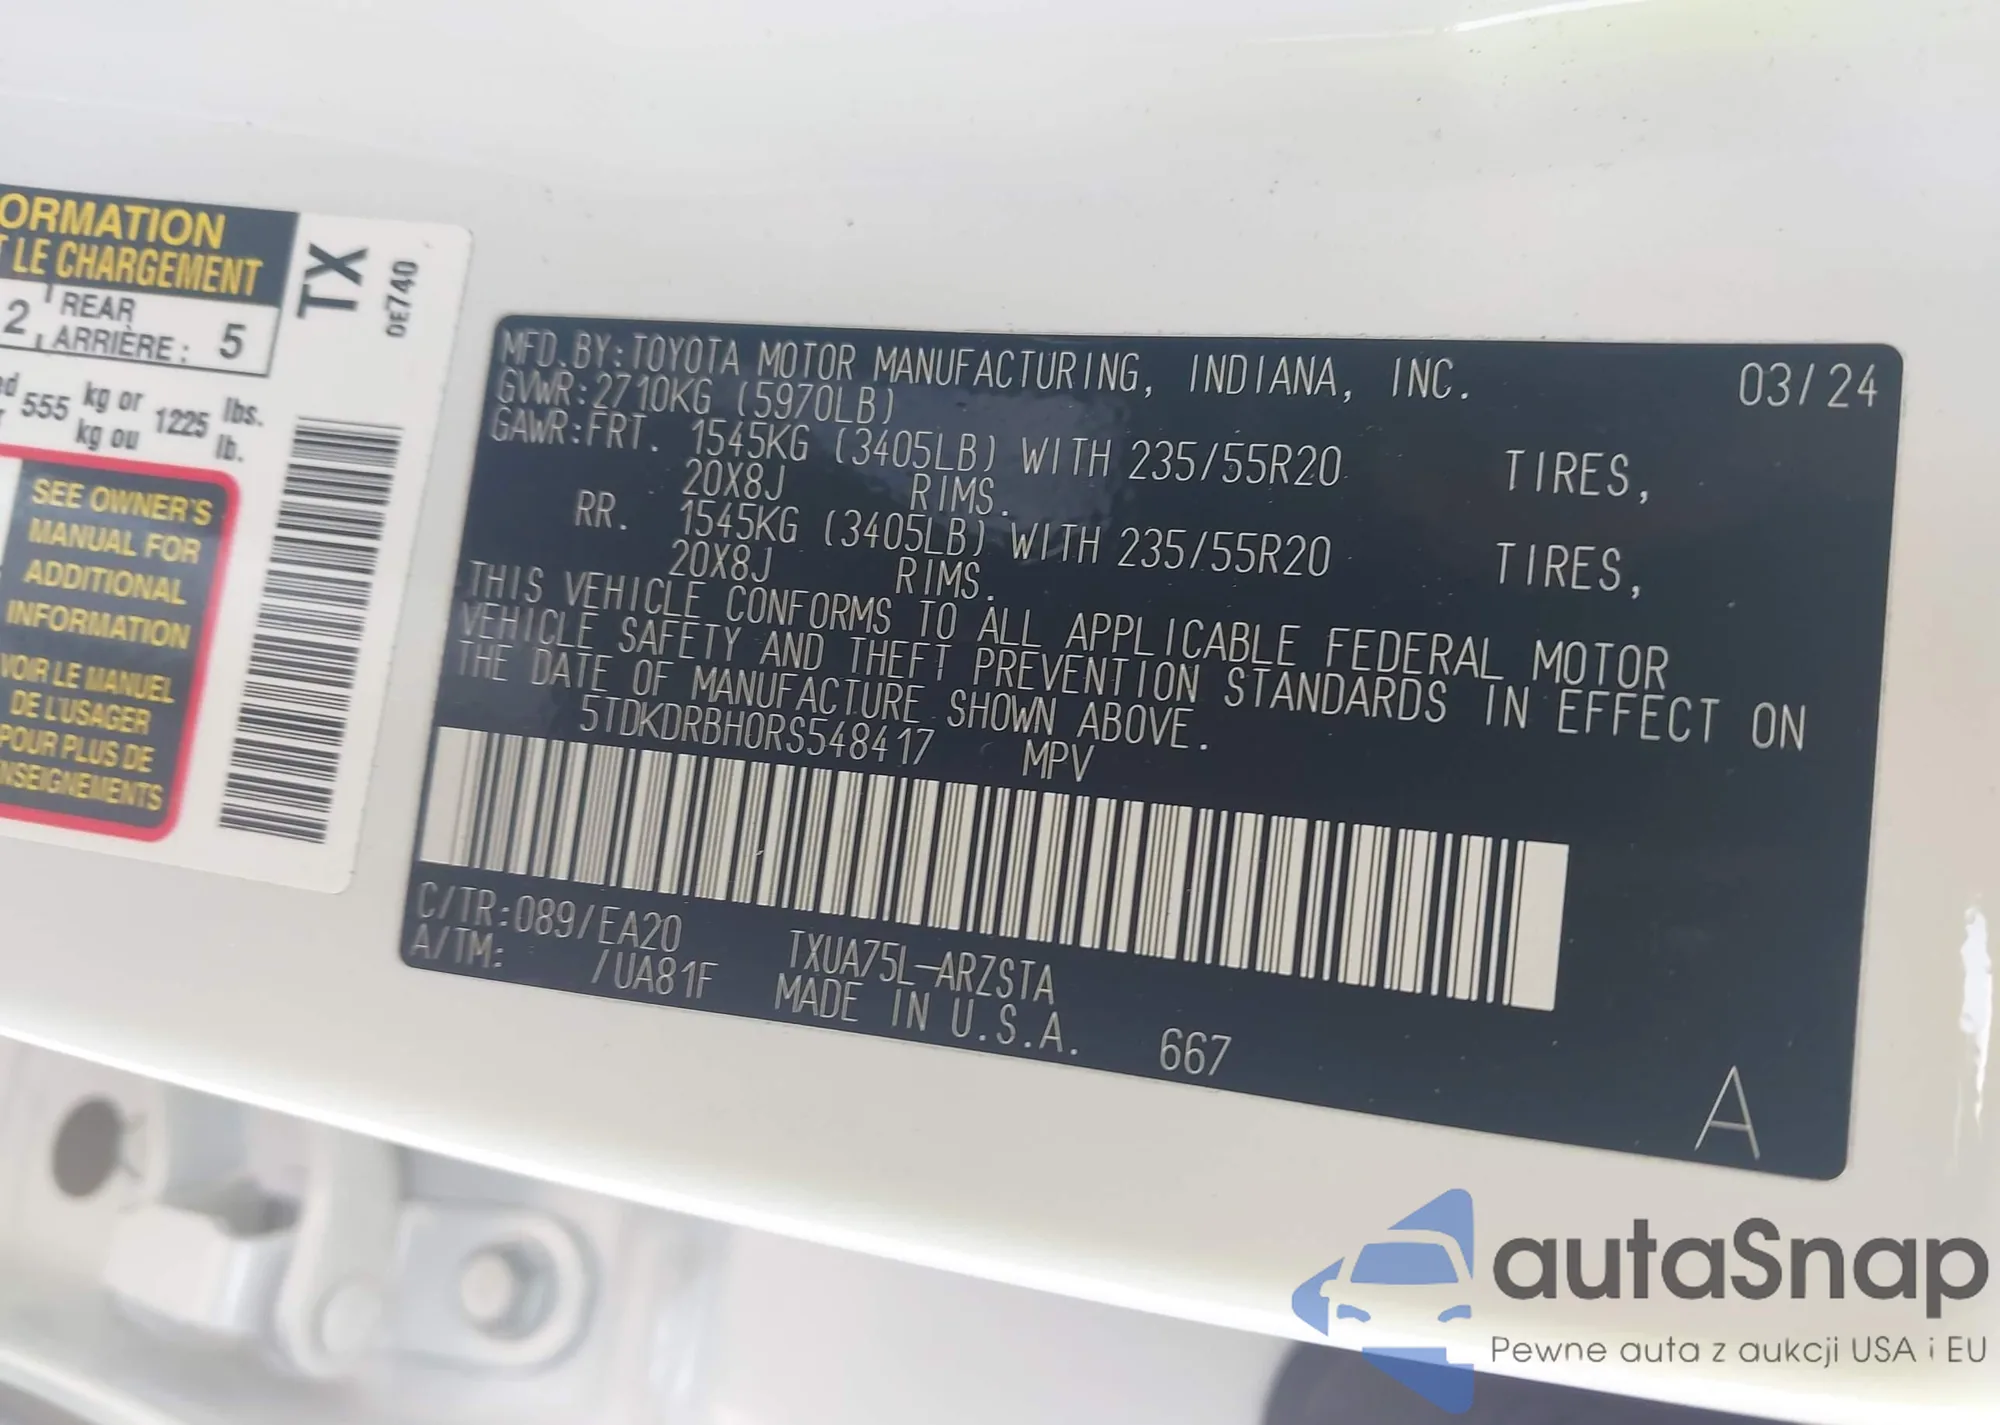 ORMATION
T LE CHARGEMENT
2 REAR
ARRIÈRE : 5
555 kg or 1225 lbs.
kg ou lb.
SEE OWNER'S
MANUAL FOR
ADDITIONAL
INFORMATION
VOIR LE MANUEL
DE L'USAGER
POUR PLUS DE
NSEIGNEMENTS
TX
0E740
MFD.BY:TOYOTA MOTOR MANUFACTURING, INDIANA, INC. 03/24
GVWR:2710KG (5970LB)
GAWR:FRT. 1545KG (3405LB) WITH 235/55R20 TIRES,
20X8J RIMS.
RR. 1545KG (3405LB) WITH 235/55R20 TIRES,
20X8J RIMS.
THIS VEHICLE CONFORMS TO ALL APPLICABLE FEDERAL MOTOR
VEHICLE SAFETY AND THEFT PREVENTION STANDARDS IN EFFECT ON
THE DATE OF MANUFACTURE SHOWN ABOVE.
5TDKDRBH0RS548417 MPV
C/TR:089/EA20 TXUA75L-ARZSTA
A/TM: /UA81F MADE IN U.S.A. 667
A
autaSnap
Pewne auta z aukcji USA i EU